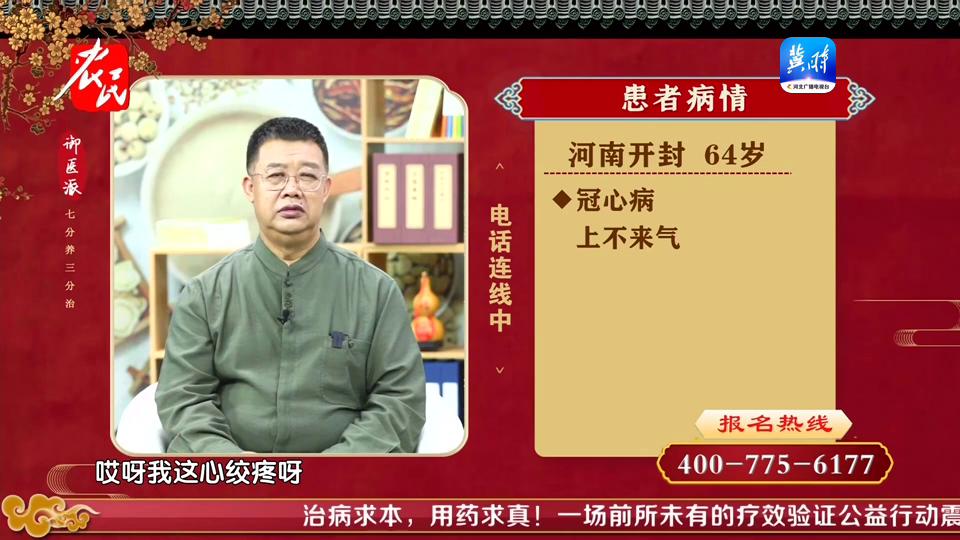 农民
冀时
河北广播电视台
御医派
七分养三分治
患者病情
河南开封 64岁
◆冠心病
上不来气
电话连线中
报名热线
400-775-6177
哎呀我这心绞疼呀
治病求本，用药求真！一场前所未有的疗效验证公益行动震